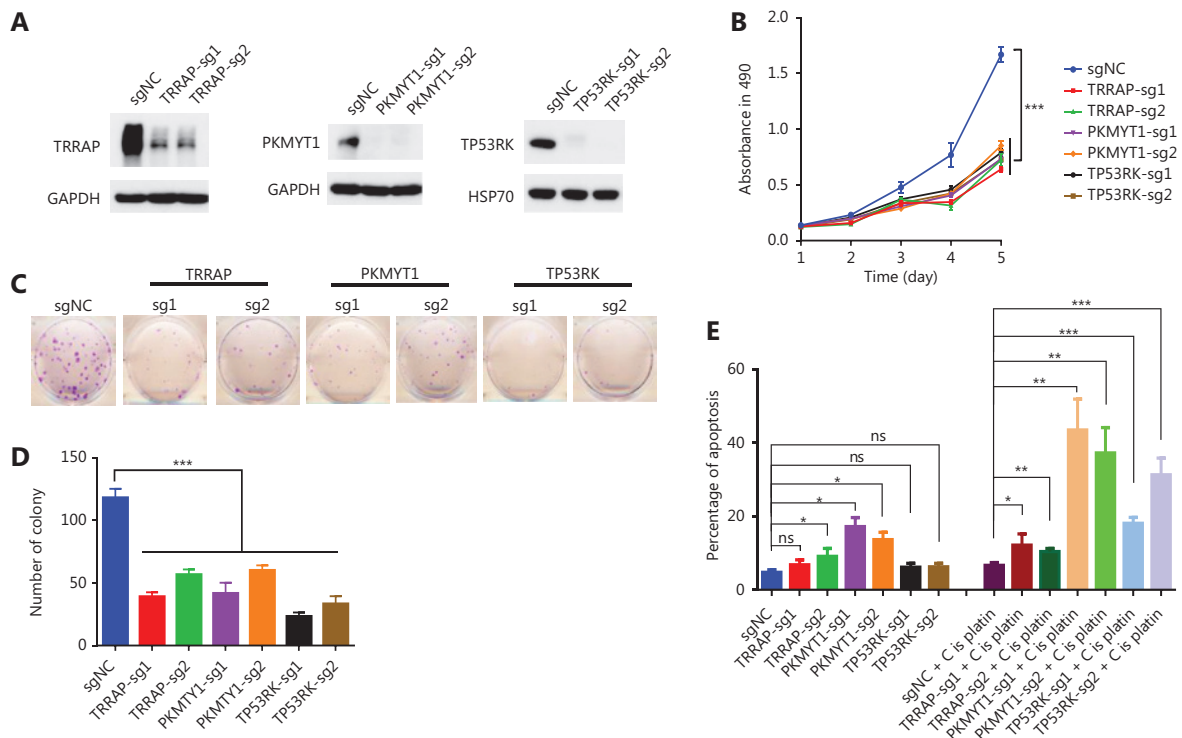 A
sgNC
TRRAP-sg1
TRRAP-sg2
TRRAP
GAPDH
sgNC
PKMYT1-sg1
PKMYT1-sg2
PKMYT1
GAPDH
sgNC
TP53RK-sg1
TP53RK-sg2
TP53RK
HSP70
B
2.0
1.5
1.0
0.5
0.0
Absorbance in 490
1 2 3 4 5
Time (day)
***
sgNC
TRRAP-sg1
TRRAP-sg2
PKMYT1-sg1
PKMYT1-sg2
TP53RK-sg1
TP53RK-sg2
C
TRRAP PKMYT1 TP53RK
sgNC sg1 sg2 sg1 sg2 sg1 sg2
D
150
100
50
0
Number of colony
***
sgNC
TRRAP-sg1
TRRAP-sg2
PKMTY1-sg1
PKMTY1-sg2
TP53RK-sg1
TP53RK-sg2
E
60
40
20
0
Percentage of apoptosis
ns
ns
*
*
*
ns
***
***
**
**
**
*
sgNC
TRRAP-sg1
TRRAP-sg2
PKMYT1-sg1
PKMYT1-sg2
TP53RK-sg1
TP53RK-sg2
sgNC + C is platin
TRRAP-sg1 + C is platin
TRRAP-sg2 + C is platin
PKMYT1-sg1 + C is platin
PKMYT1-sg2 + C is platin
TP53RK-sg1 + C is platin
TP53RK-sg2 + C is platin